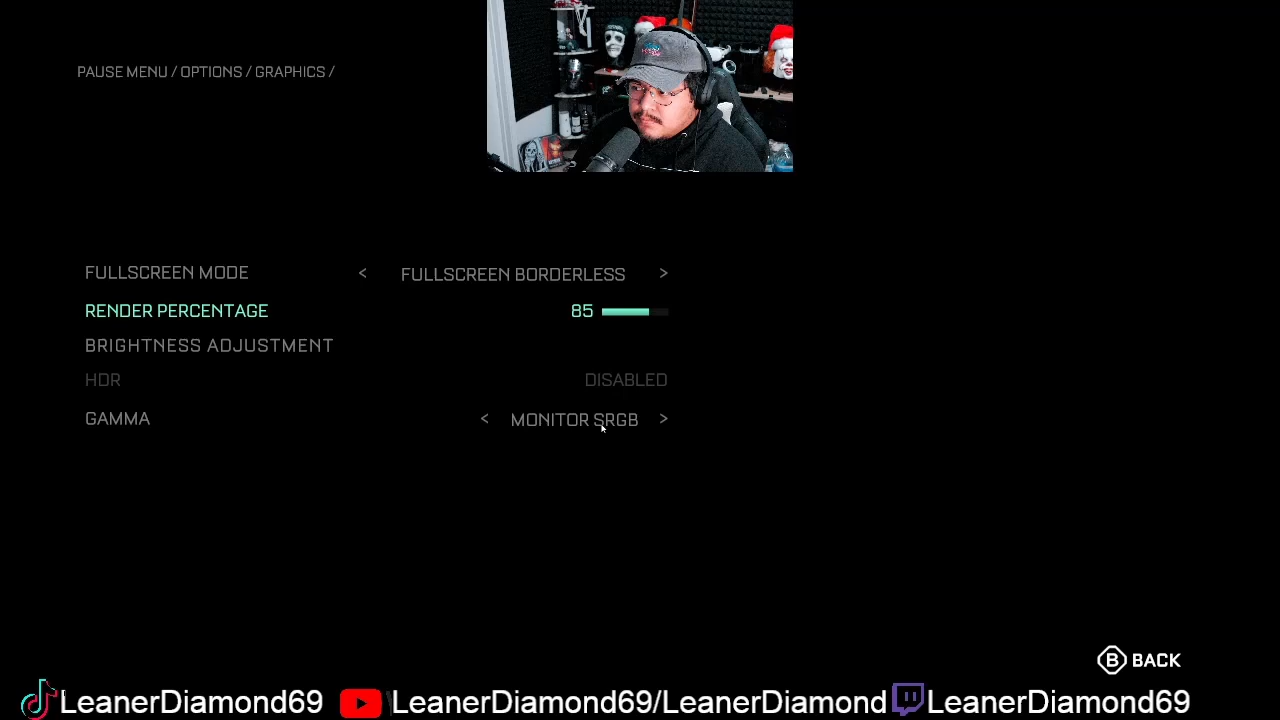 PAUSE MENU / OPTIONS / GRAPHICS /
FULLSCREEN MODE < FULLSCREEN BORDERLESS >
RENDER PERCENTAGE 85
BRIGHTNESS ADJUSTMENT
HDR DISABLED
GAMMA < MONITOR SRGB >
B BACK
LeanerDiamond69 \LeanerDiamond69/LeanerDiamond LeanerDiamond69